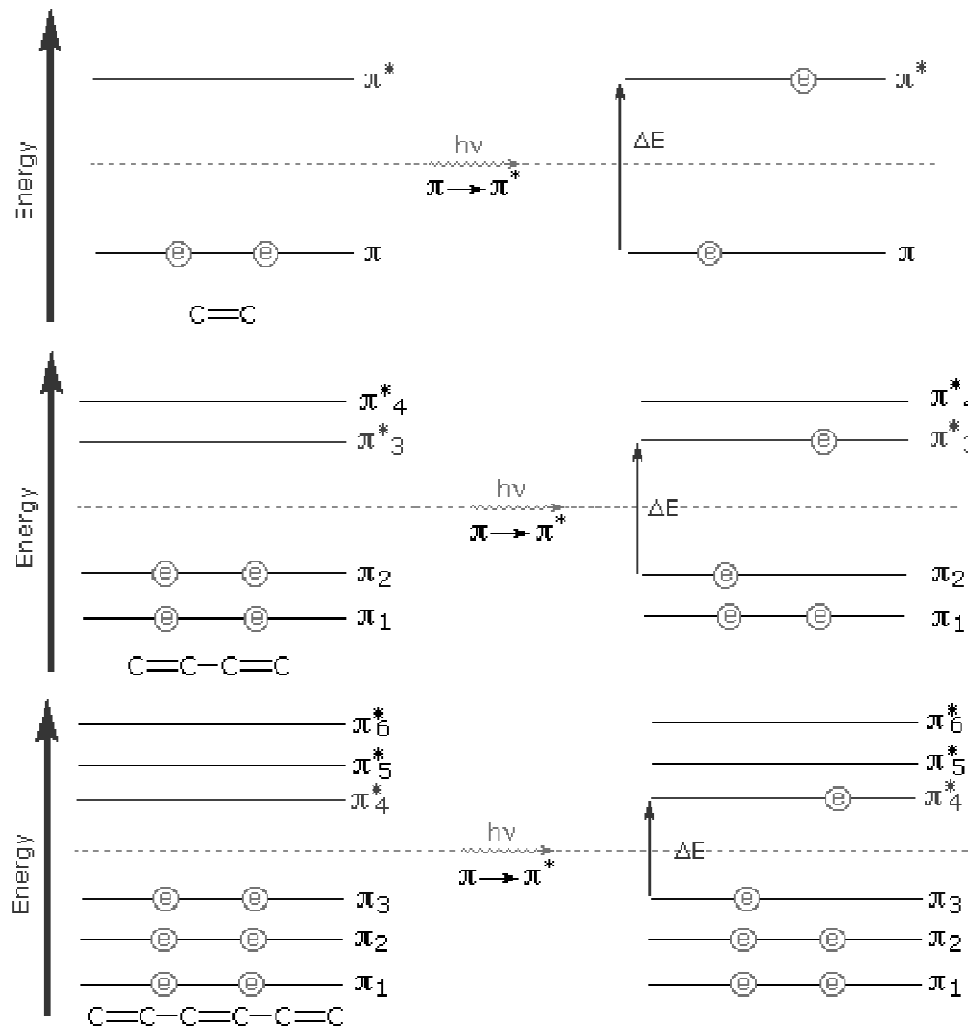 π* π*
Energy
hν
ΔE
π→π*
e e π e π
C=C
π*4 π*4
π*3 e π*3
Energy
hν
ΔE
π→π*
e e π2 e π2
e e π1 e e π1
C=C-C=C
π*6 π*6
π*5 π*5
π*4 e π*4
Energy
hν
ΔE
π→π*
e e π3 e π3
e e π2 e e π2
e e π1 e e π1
C=C-C=C-C=C